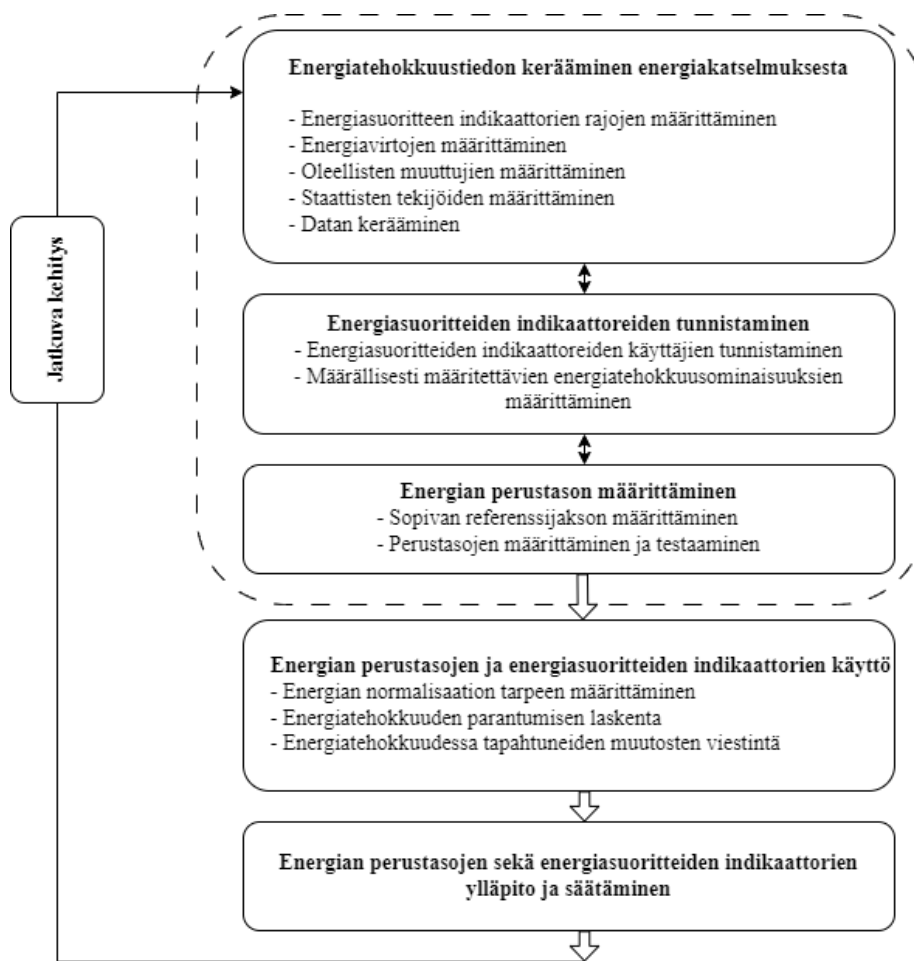 Energiatehokkuustiedon kerääminen energiakatselmuksesta
- Energiasuoritteen indikaattorien rajojen määrittäminen
- Energiavirtojen määrittäminen
- Oleellisten muuttujien määrittäminen
- Staattisten tekijöiden määrittäminen
- Datan kerääminen
Jatkuva kehitys
Energiasuoritteiden indikaattoreiden tunnistaminen
- Energiasuoritteiden indikaattoreiden käyttäjien tunnistaminen
- Määrällisesti määritettävien energiatehokkuusominaisuuksien
määrittäminen
Energian perustason määrittäminen
- Sopivan referenssijakson määrittäminen
- Perustasojen määrittäminen ja testaaminen
Energian perustasojen ja energiasuoritteiden indikaattorien käyttö
- Energian normalisaation tarpeen määrittäminen
- Energiatehokkuuden parantumisen laskenta
- Energiatehokkuudessa tapahtuneiden muutosten viestintä
Energian perustasojen sekä energiasuoritteiden indikaattorien
ylläpito ja säätäminen